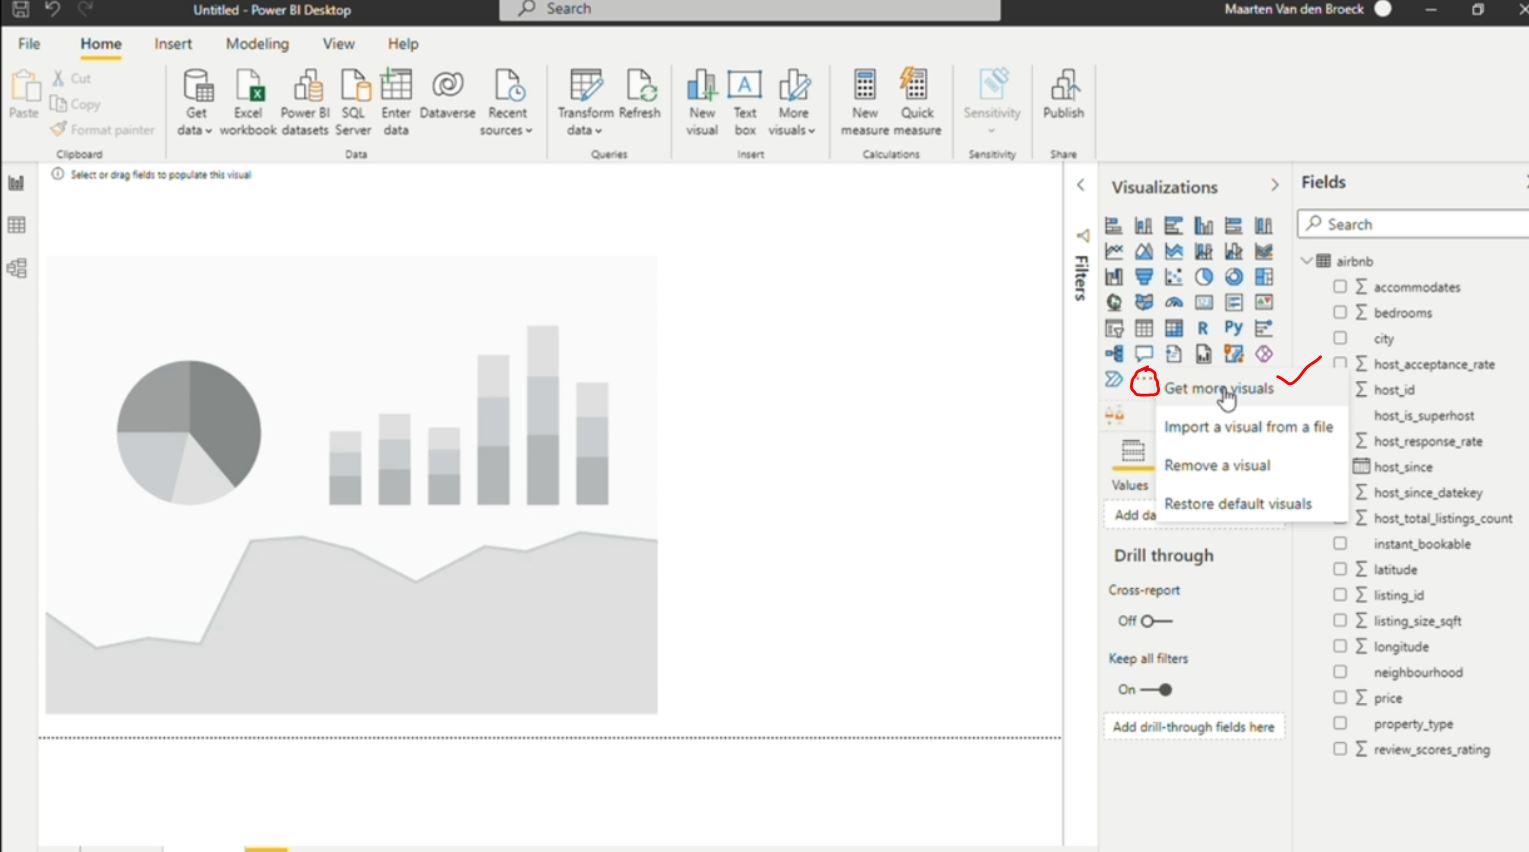 Untitled - Power BI Desktop
Search
Maarten Van den Broeck
File
Home
Insert
Modeling
View
Help
Paste
Cut
Copy
Format painter
Clipboard
Get data
Excel workbook
Power BI datasets
SQL Server
Enter data
Dataverse
Recent sources
Data
Transform data
Refresh
Queries
New visual
Text box
More visuals
Insert
New measure
Quick measure
Calculations
Sensitivity
Sensitivity
Publish
Share
Select or drag fields to populate this visual
Filters
Visualizations
R
Py
Get more visuals
Import a visual from a file
Remove a visual
Restore default visuals
Values
Add da
Drill through
Cross-report
Off
Keep all filters
On
Add drill-through fields here
Fields
Search
airbnb
accommodates
bedrooms
city
host_acceptance_rate
host_id
host_is_superhost
host_response_rate
host_since
host_since_datekey
host_total_listings_count
instant_bookable
latitude
listing_id
listing_size_sqft
longitude
neighbourhood
price
property_type
review_scores_rating